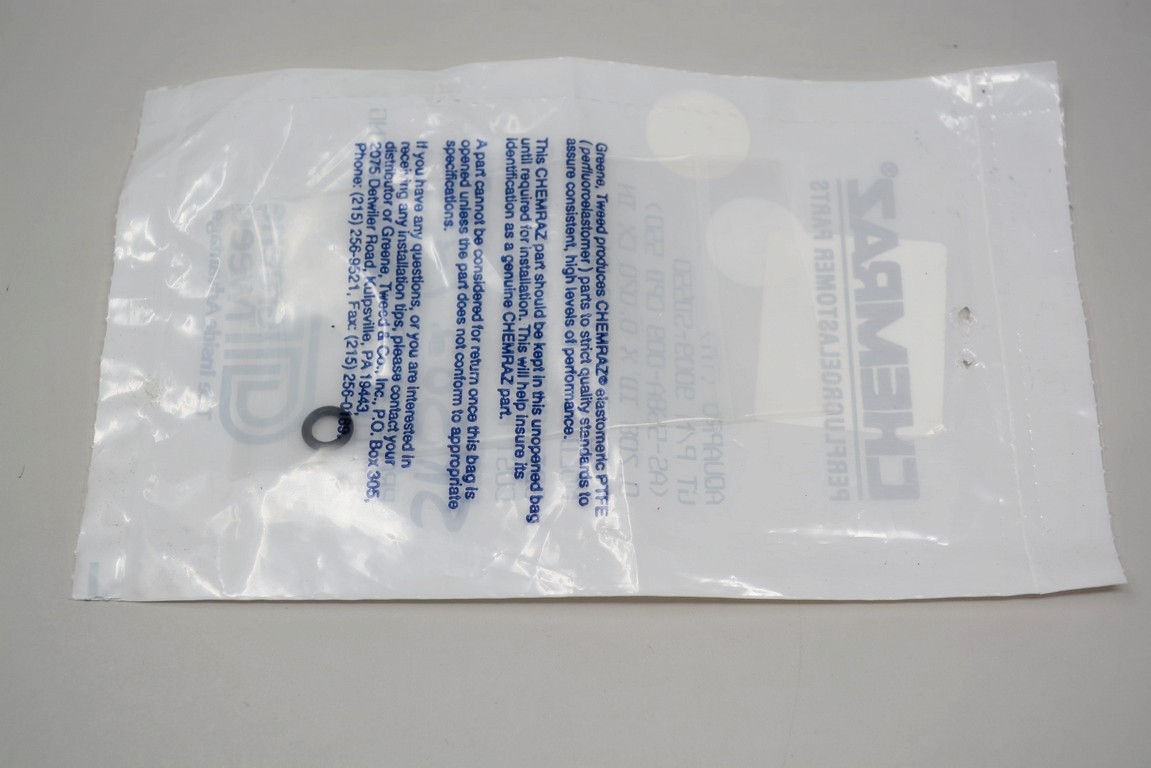 Greene, Tweed produces CHEMRAZ® elastomeric PTFE
(perfluoroelastomer) parts to strict quality standards to
assure consistent, high levels of performance.
This CHEMRAZ part should be kept in this unopened bag
until required for installation. This will help insure its
identification as a genuine CHEMRAZ part.
A part cannot be considered for return once this bag is
opened unless the part does not conform to appropriate
specifications.
If you have any questions, or you are interested in
receiving any installation tips, please contact your
distributor or Greene, Tweed & Co., Inc., P.O. Box 305,
2075 Detwiler Road, Kulpsville, PA 19443,
Phone: (215) 256-9521, Fax: (215)
CHEMRAZ®
PERFLUOROELASTOMER PARTS